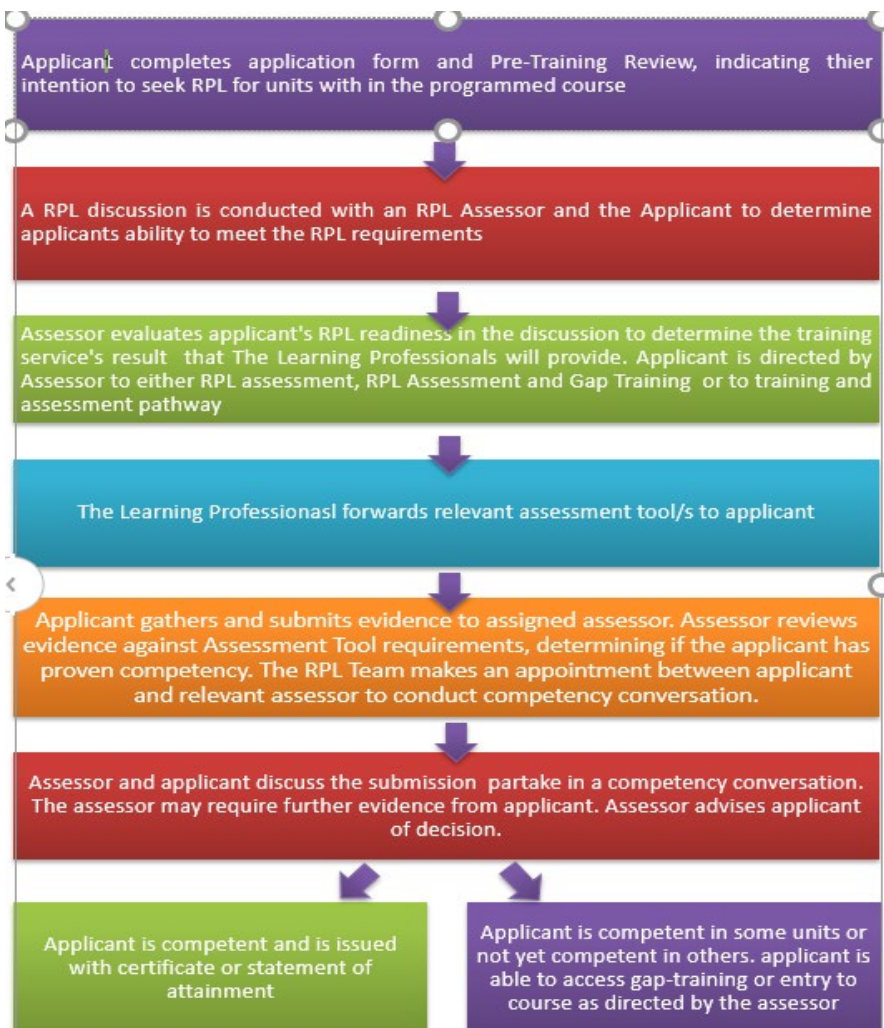 Applicant completes application form and Pre-Training Review, indicating thier
intention to seek RPL for units with in the programmed course
A RPL discussion is conducted with an RPL Assessor and the Applicant to determine
applicants ability to meet the RPL requirements
Assessor evaluates applicant's RPL readiness in the discussion to determine the training
service's result that The Learning Professionals will provide. Applicant is directed by
Assessor to either RPL assessment, RPL Assessment and Gap Training or to training and
assessment pathway
The Learning Professionasl forwards relevant assessment tool/s to applicant
Applicant gathers and submits evidence to assigned assessor. Assessor reviews
evidence against Assessment Tool requirements, determining if the applicant has
proven competency. The RPL Team makes an appointment between applicant
and relevant assessor to conduct competency conversation.
Assessor and applicant discuss the submission partake in a competency conversation.
The assessor may require further evidence from applicant. Assessor advises applicant
of decision.
Applicant is competent and is issued
with certificate or statement of
attainment
Applicant is competent in some units or
not yet competent in others. applicant is
able to access gap-training or entry to
course as directed by the assessor